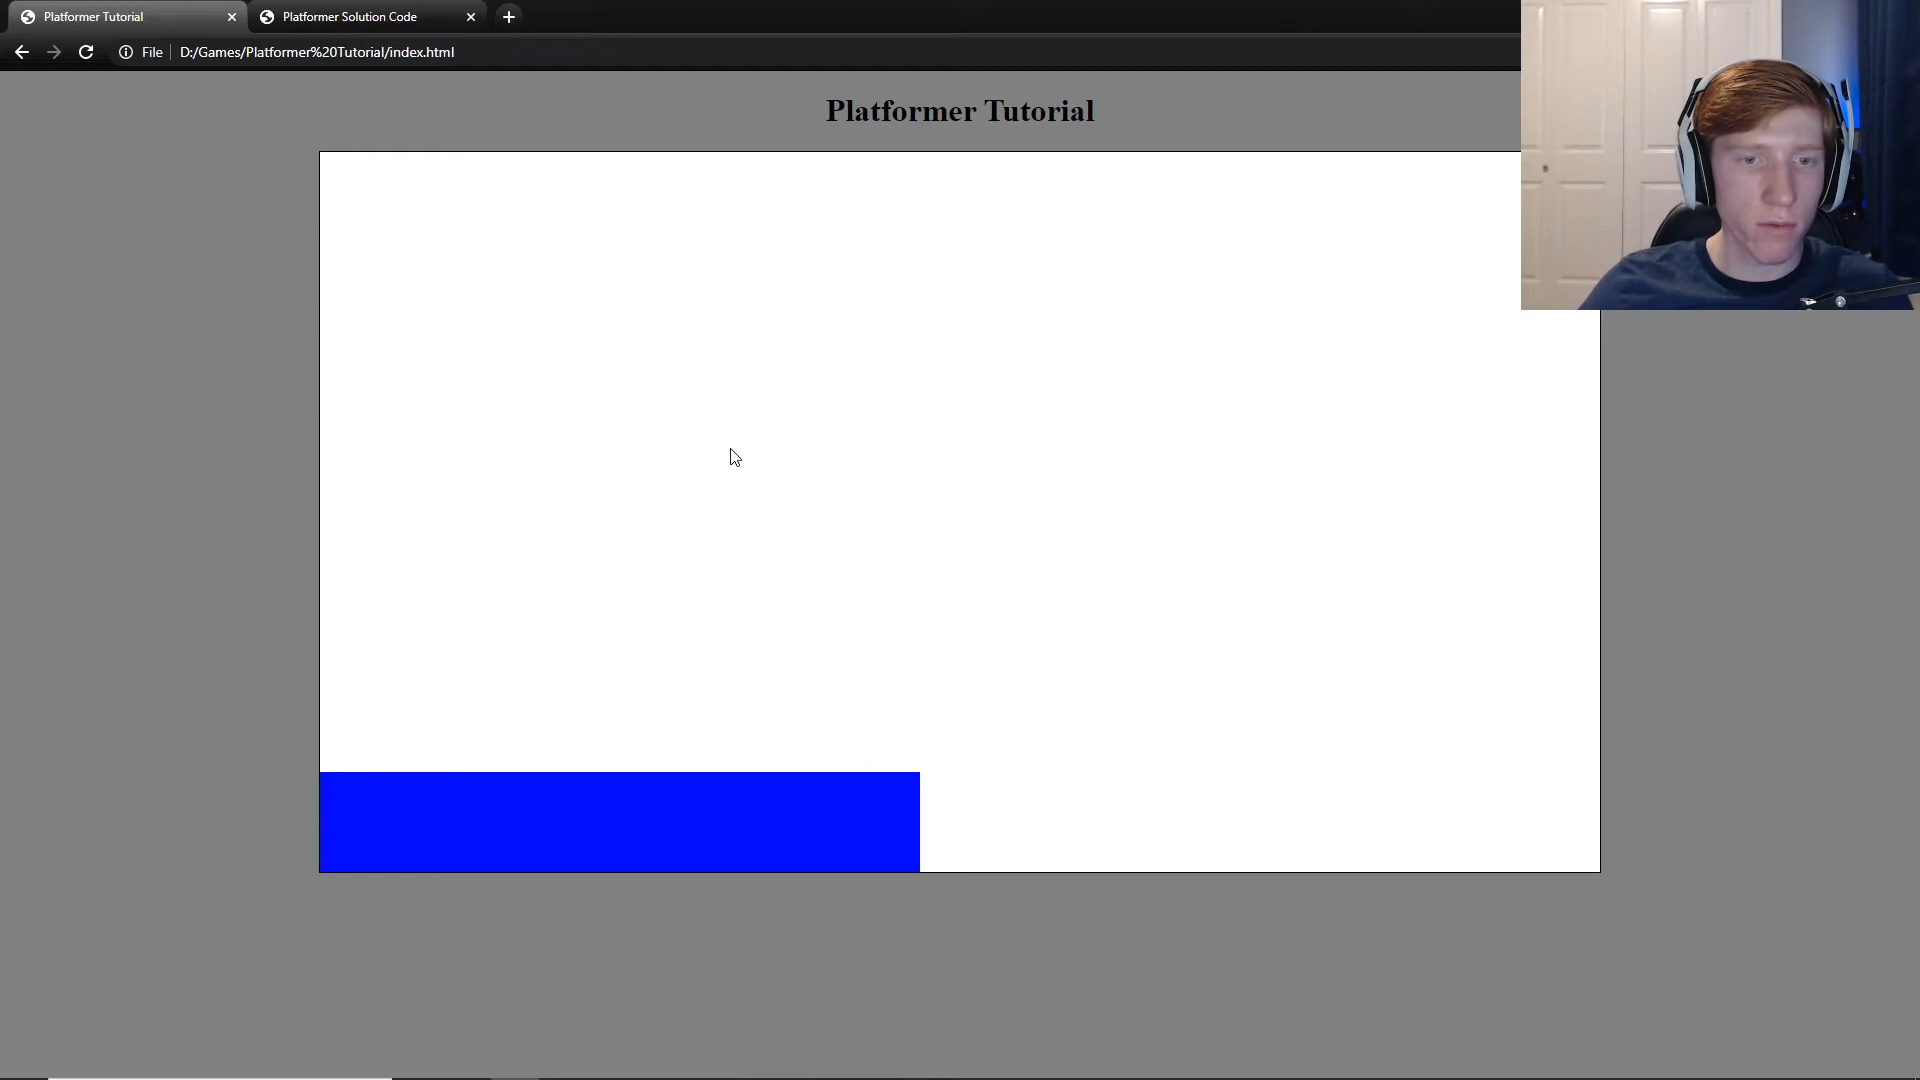 Platformer Tutorial
Platformer Solution Code
File
D:/Games/Platformer%20Tutorial/index.html
Platformer Tutorial